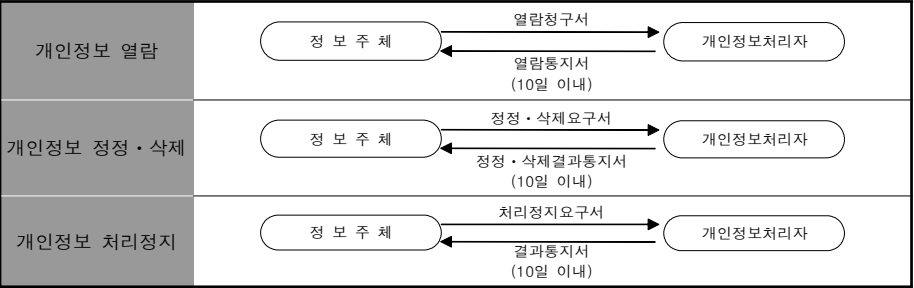 개인정보 열람
정 보 주 체
열람청구서
개인정보처리자
열람통지서
(10일 이내)
개인정보 정정・삭제
정 보 주 체
정정・삭제요구서
개인정보처리자
정정・삭제결과통지서
(10일 이내)
개인정보 처리정지
정 보 주 체
처리정지요구서
개인정보처리자
결과통지서
(10일 이내)